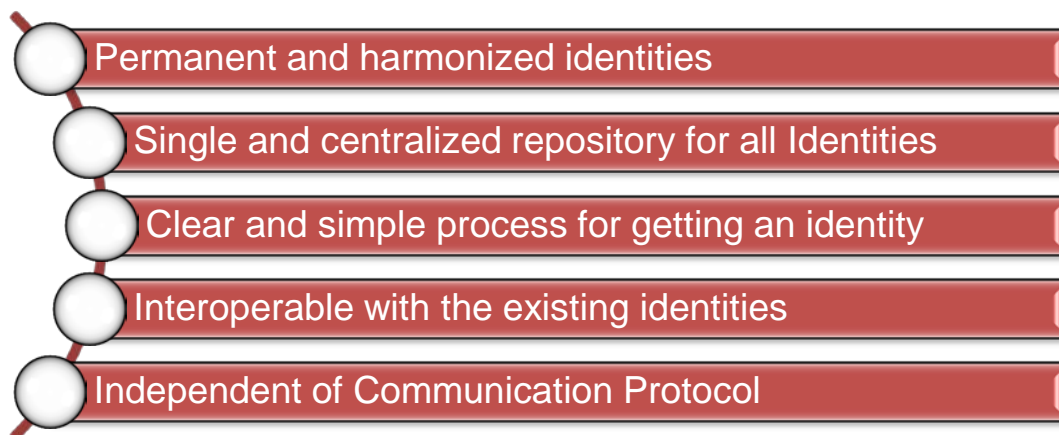 Permanent and harmonized identities
Single and centralized repository for all Identities
Clear and simple process for getting an identity
Interoperable with the existing identities
Independent of Communication Protocol